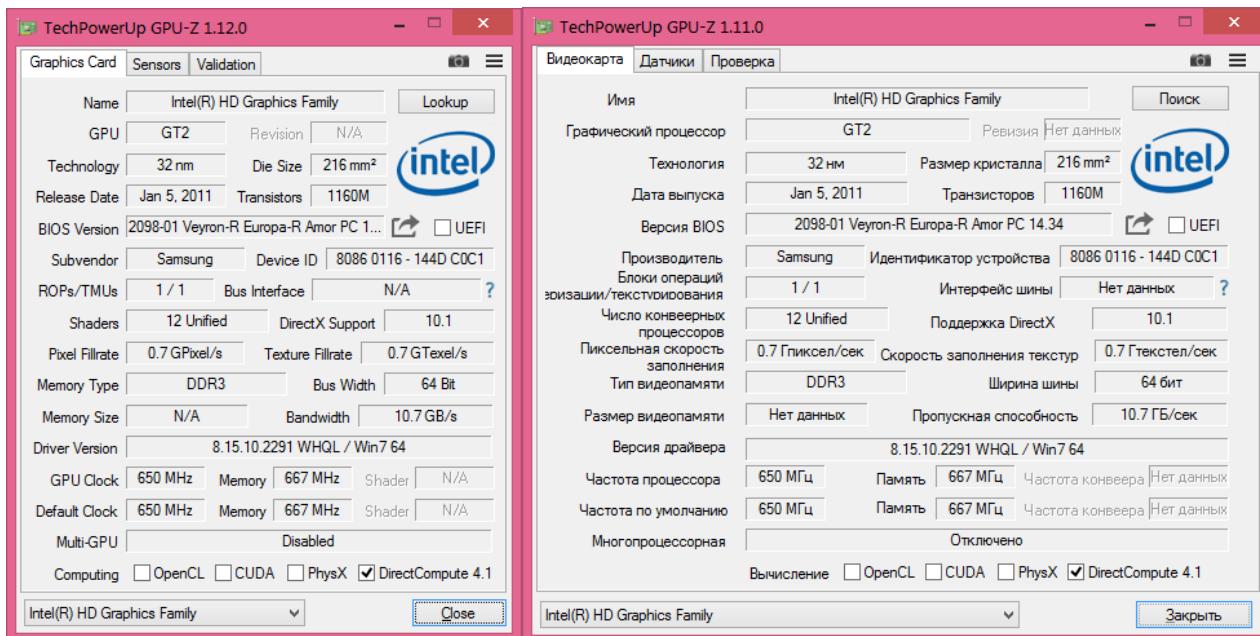 TechPowerUp GPU-Z 1.12.0
Graphics Card Sensors Validation
Name Intel(R) HD Graphics Family Lookup
GPU GT2 Revision N/A
intel
Technology 32 nm Die Size 216 mm²
Release Date Jan 5, 2011 Transistors 1160M
BIOS Version 2098-01 Veyron-R Europa-R Amor PC 1... UEFI
Subvendor Samsung Device ID 8086 0116 - 144D C0C1
ROPs/TMUs 1 / 1 Bus Interface N/A ?
Shaders 12 Unified DirectX Support 10.1
Pixel Fillrate 0.7 GPixel/s Texture Fillrate 0.7 GTexel/s
Memory Type DDR3 Bus Width 64 Bit
Memory Size N/A Bandwidth 10.7 GB/s
Driver Version 8.15.10.2291 WHQL / Win7 64
GPU Clock 650 MHz Memory 667 MHz Shader N/A
Default Clock 650 MHz Memory 667 MHz Shader N/A
Multi-GPU Disabled
Computing OpenCL CUDA PhysX DirectCompute 4.1
Intel(R) HD Graphics Family Close
TechPowerUp GPU-Z 1.11.0
Видеокарта Датчики Проверка
Имя Intel(R) HD Graphics Family Поиск
Графический процессор GT2 Ревизия Нет данных
intel
Технология 32 нм Размер кристалла 216 mm²
Дата выпуска Jan 5, 2011 Транзисторов 1160M
Версия BIOS 2098-01 Veyron-R Europa-R Amor PC 14.34 UEFI
Производитель Samsung Идентификатор устройства 8086 0116 - 144D C0C1
Блоки операций
еризации/текстурирования 1 / 1 Интерфейс шины Нет данных ?
Число конвеерных
процессоров 12 Unified Поддержка DirectX 10.1
Пиксельная скорость
заполнения 0.7 Гпиксел/сек Скорость заполнения текстур 0.7 Гтекстел/сек
Тип видеопамяти DDR3 Ширина шины 64 бит
Размер видеопамяти Нет данных Пропускная способность 10.7 ГБ/сек
Версия драйвера 8.15.10.2291 WHQL / Win7 64
Частота процессора 650 МГц Память 667 МГц Частота конвеера Нет данных
Частота по умолчанию 650 МГц Память 667 МГц Частота конвеера Нет данных
Многопроцессорная Отключено
Вычисление OpenCL CUDA PhysX DirectCompute 4.1
Intel(R) HD Graphics Family Закрыть